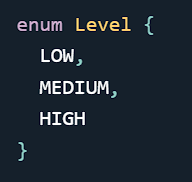 enum Level {
  LOW,
  MEDIUM,
  HIGH
}